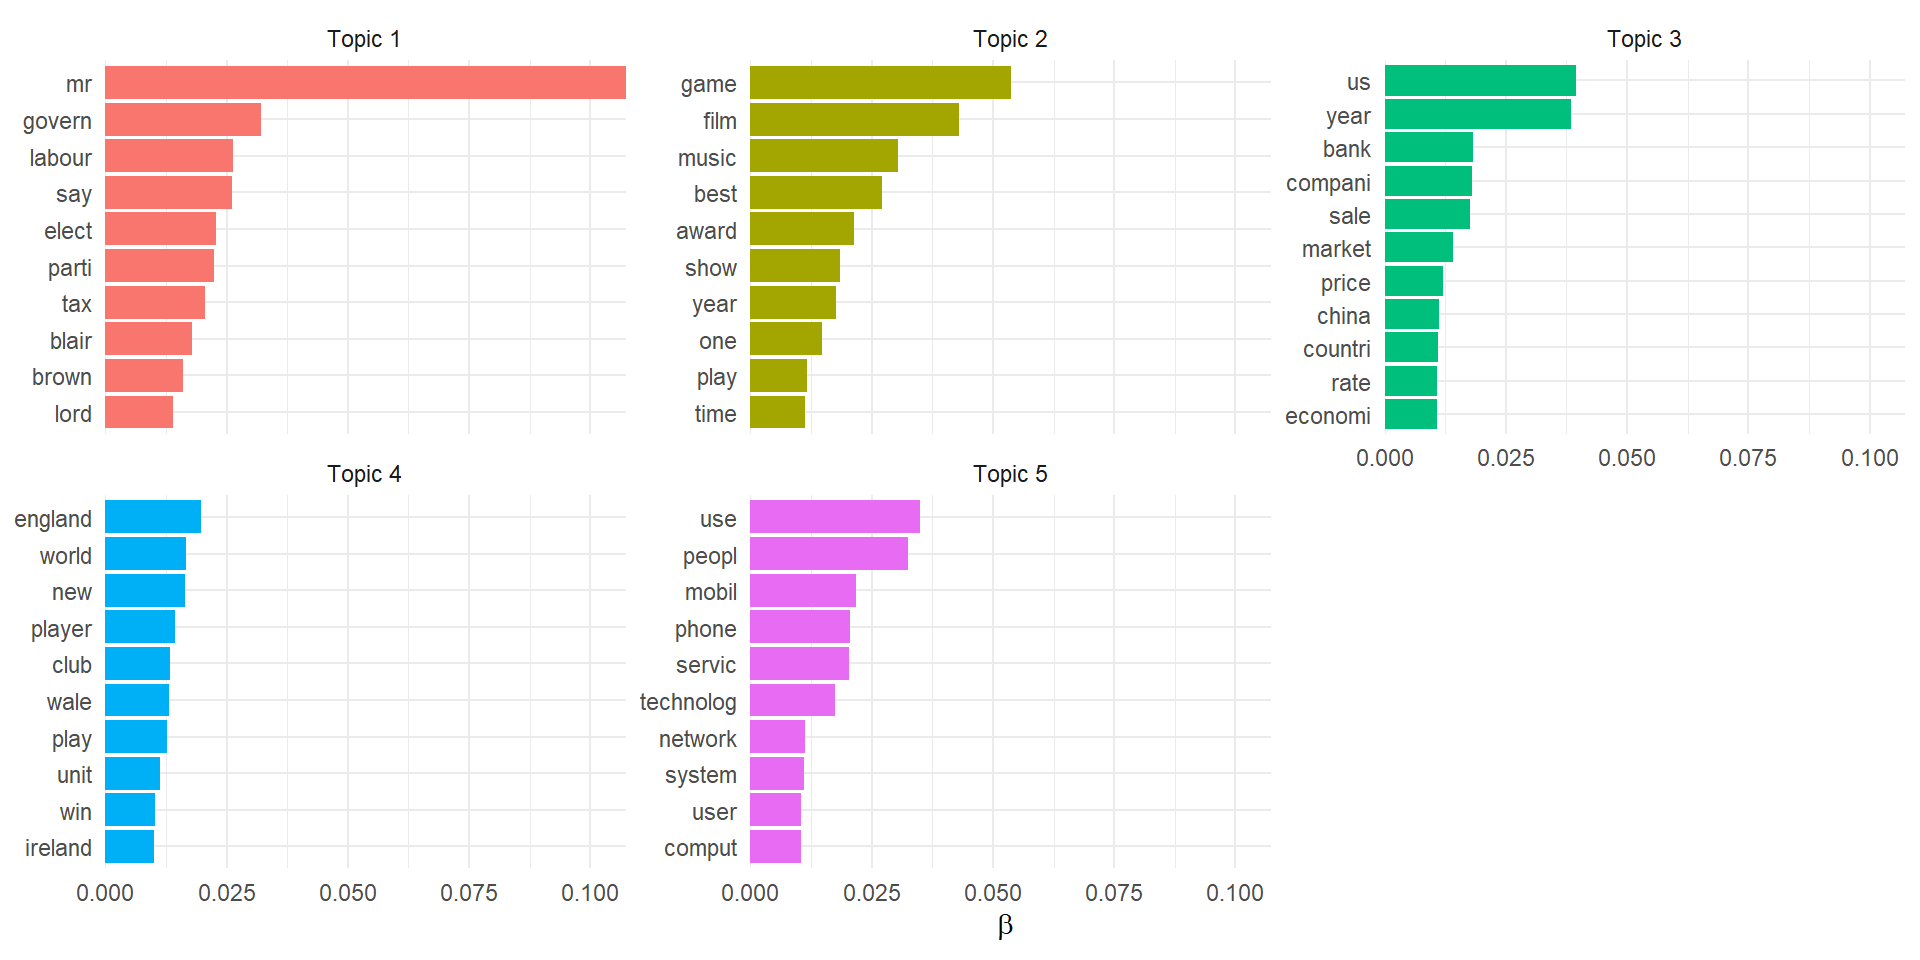 Topic 1
mr
govern
labour
say
elect
parti
tax
blair
brown
lord
Topic 2
game
film
music
best
award
show
year
one
play
time
Topic 3
us
year
bank
compani
sale
market
price
china
countri
rate
economi
0.000 0.025 0.050 0.075 0.100
Topic 4
england
world
new
player
club
wale
play
unit
win
ireland
0.000 0.025 0.050 0.075 0.100
Topic 5
use
peopl
mobil
phone
servic
technolog
network
system
user
comput
0.000 0.025 0.050 0.075 0.100
β